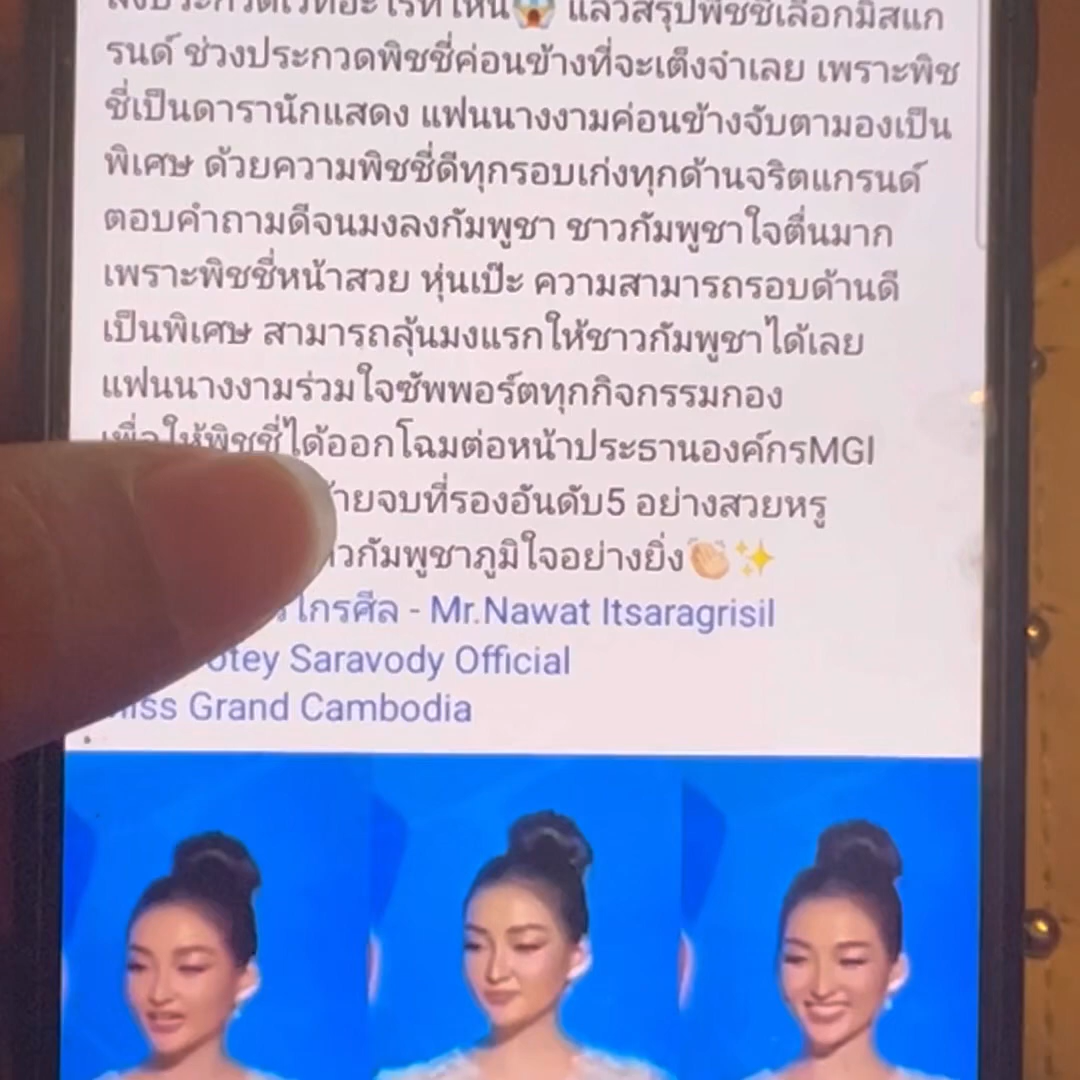 แล้วสรุปพิชชี่เลือกมิสแก
รนด์ ช่วงประกวดพิชชี่ค่อนข้างที่จะเต็งจำเลย เพราะพิช
ชี่เป็นดารานักแสดง แฟนนางงามค่อนข้างจับตามองเป็น
พิเศษ ด้วยความพิชชี่ดีทุกรอบเก่งทุกด้านจริตแกรนด์
ตอบคำถามดีจนมงลงกัมพูชา ชาวกัมพูชาใจตื่นมาก
เพราะพิชชี่หน้าสวย หุ่นเป๊ะ ความสามารถรอบด้านดี
เป็นพิเศษ สามารถลุ้นมงแรกให้ชาวกัมพูชาได้เลย
แฟนนางงามร่วมใจซัพพอร์ตทุกกิจกรรมกอง
เพื่อให้พิชชี่ได้ออกโฉมต่อหน้าประธานองค์กรMGI
จบที่รองอันดับ5 อย่างสวยหรู
กัมพูชาภูมิใจอย่างยิ่ง👏🏻✨
ไกรศีล - Mr.Nawat Itsaragrisil
Saravody Official
Miss Grand Cambodia